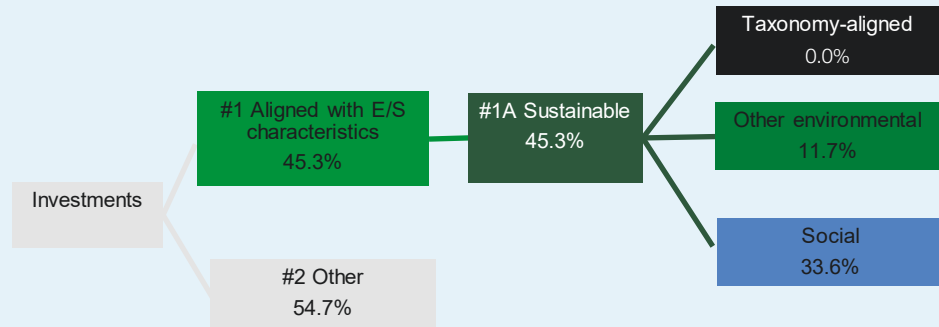 Investments
#1 Aligned with E/S
characteristics
45.3%
#2 Other
54.7%
#1A Sustainable
45.3%
Taxonomy-aligned
0.0%
Other environmental
11.7%
Social
33.6%